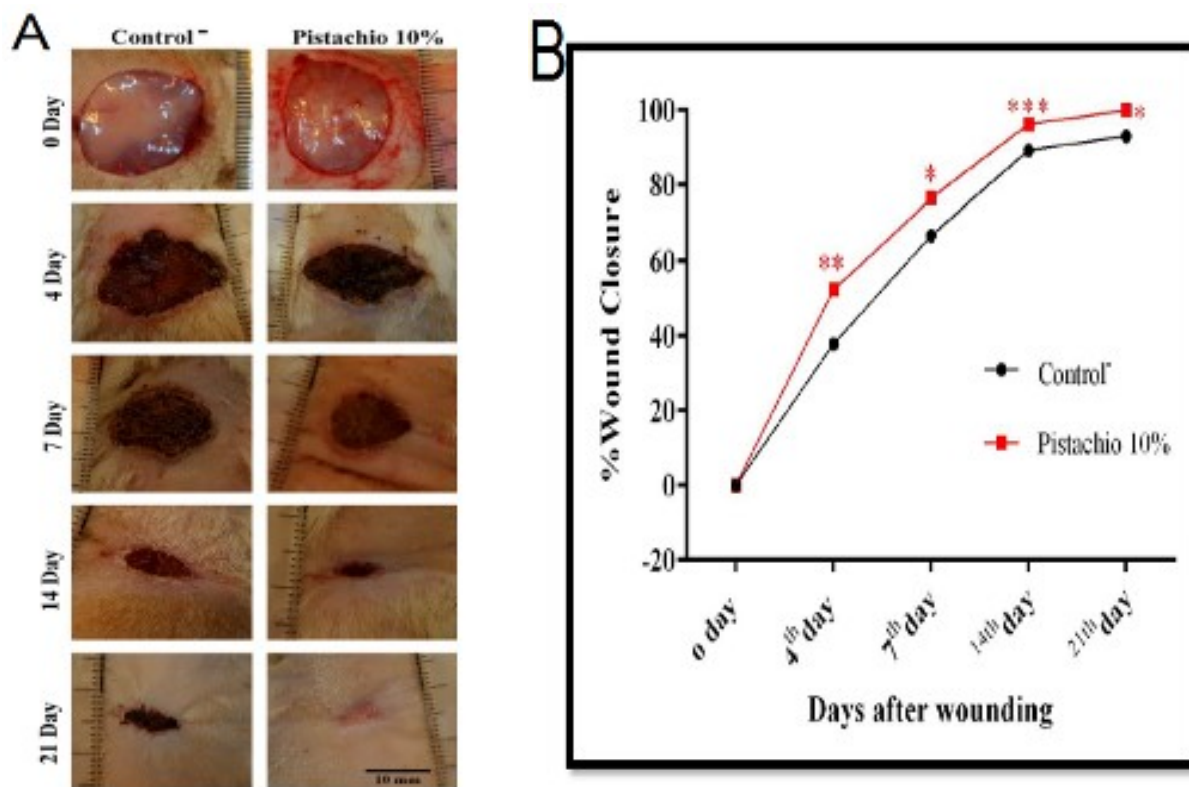 A
Control⁻
Pistachio 10%
0 Day
4 Day
7 Day
14 Day
21 Day
10 mm
B
%Wound Closure
100
80
60
40
20
0
-20
**
*
***
*
Control⁻
Pistachio 10%
0 day
4th day
7th day
14th day
21th day
Days after wounding